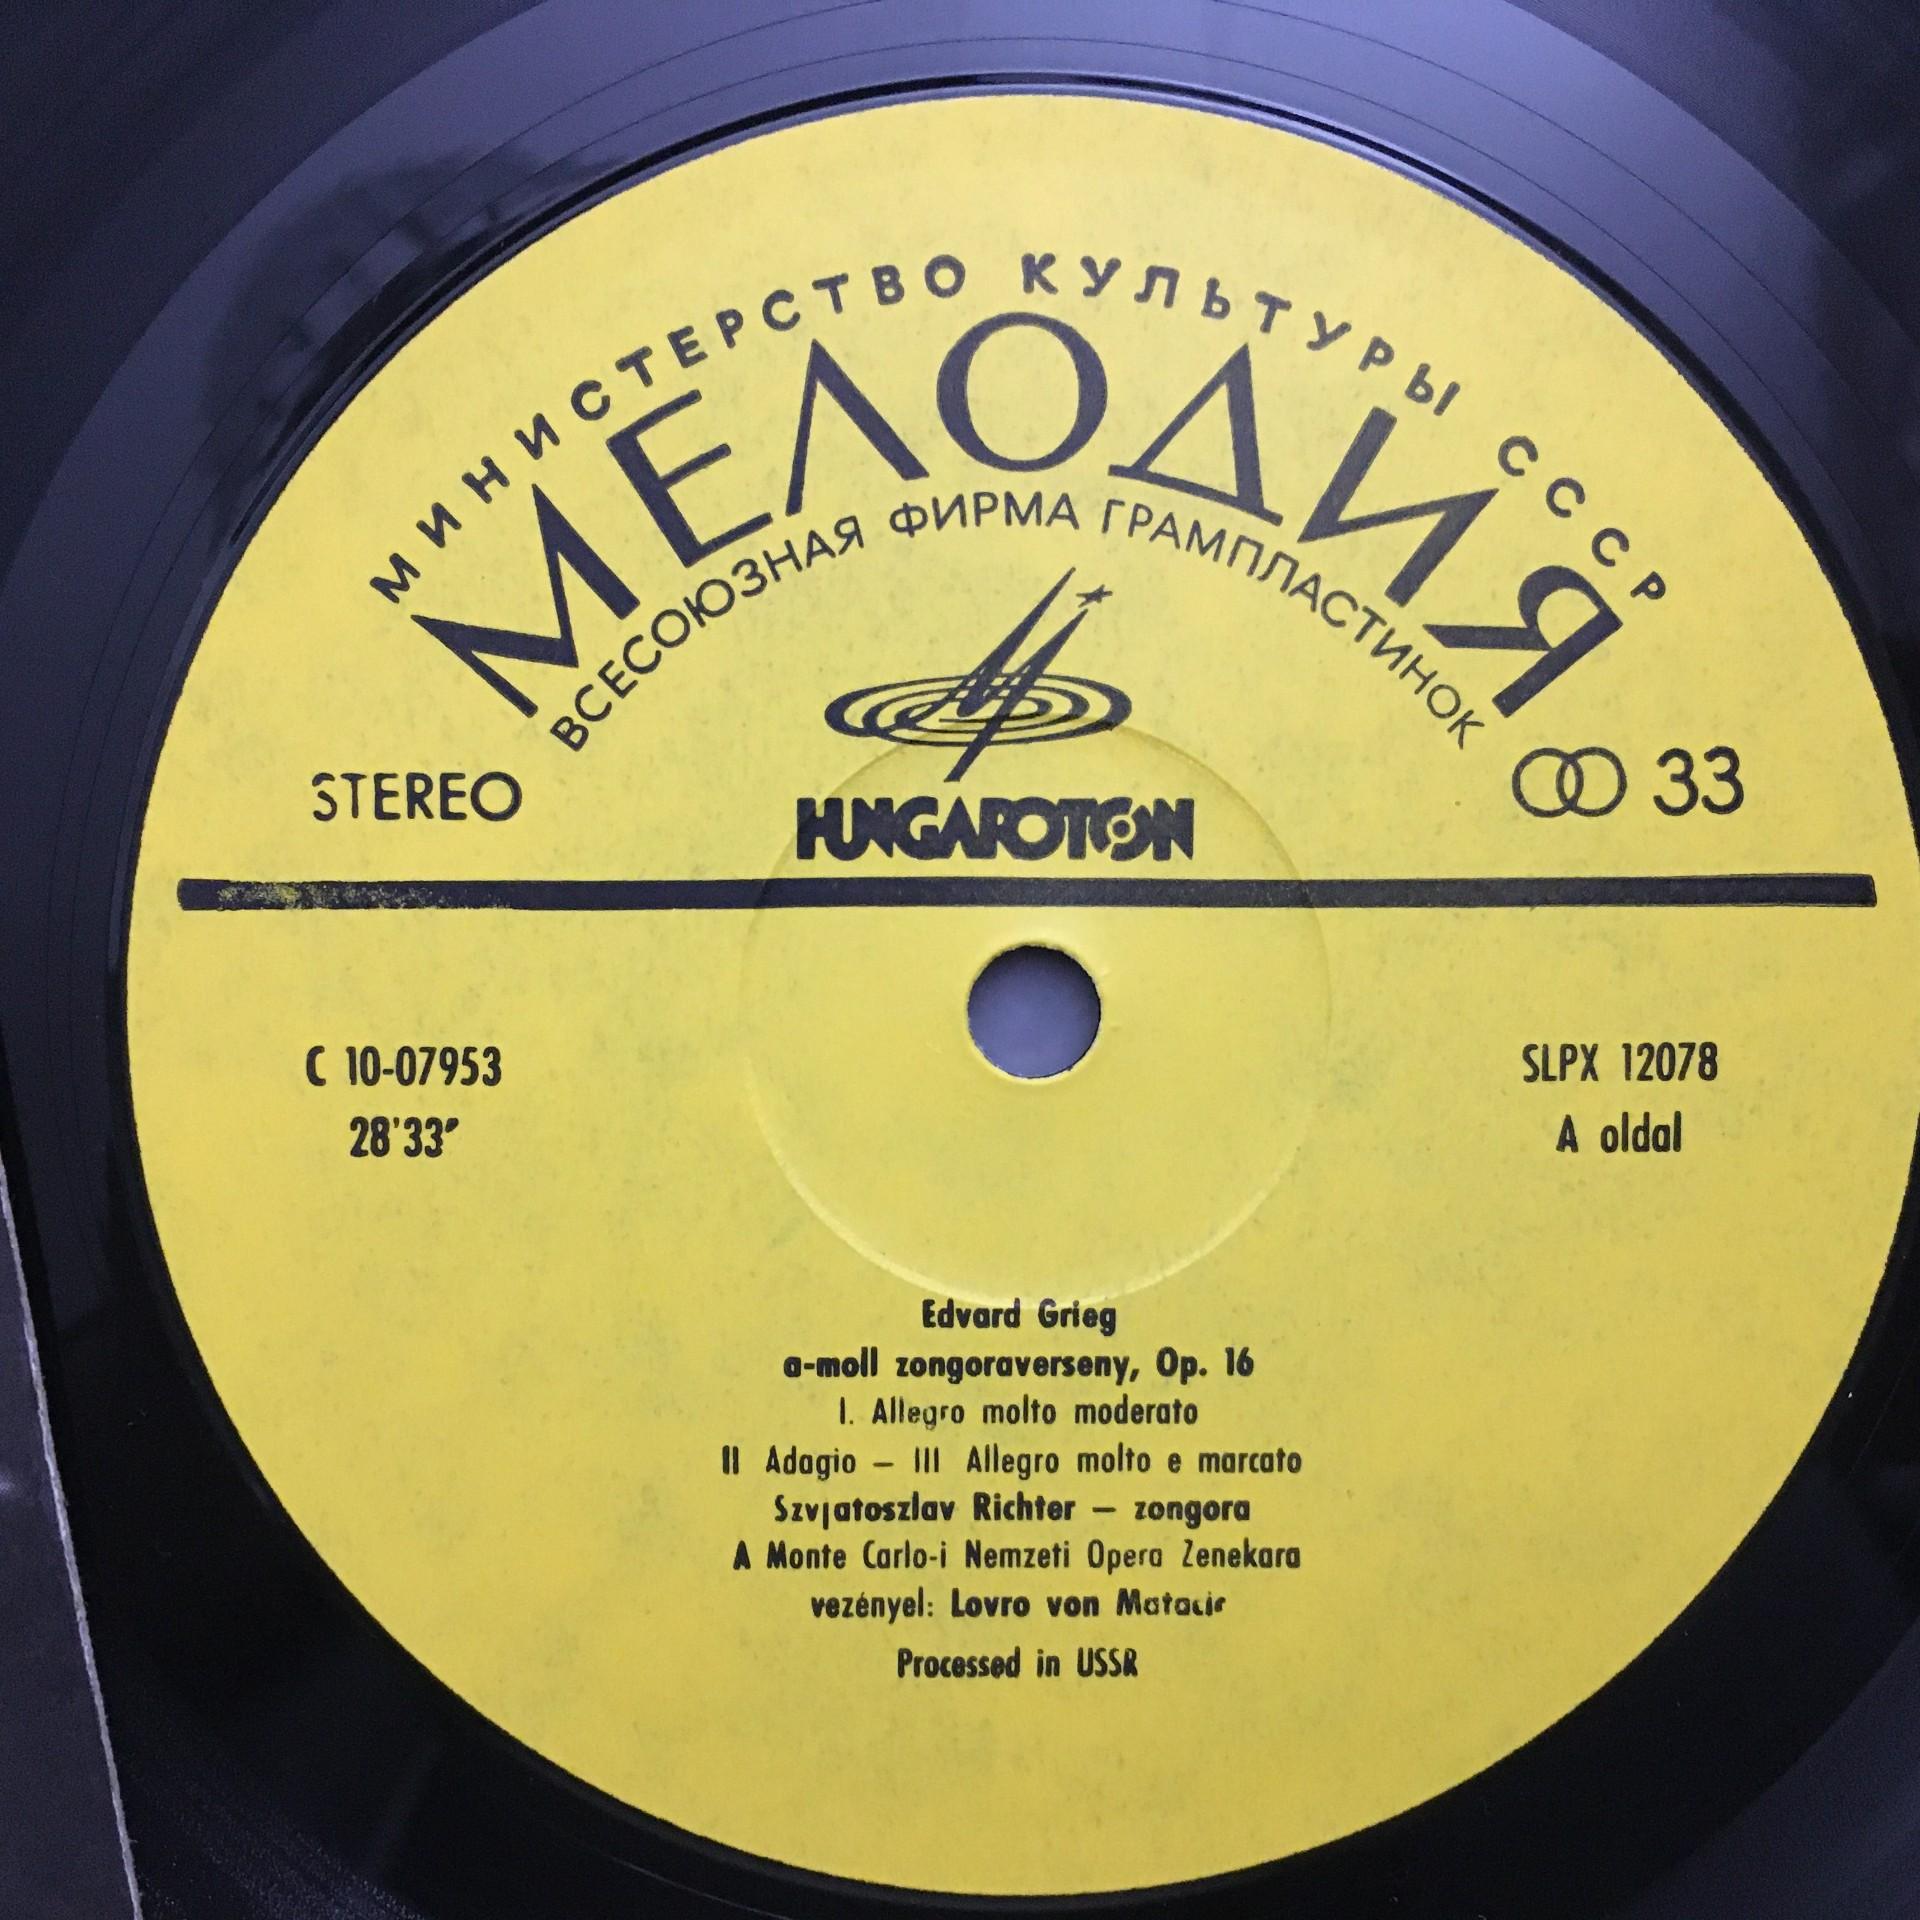 МИНИСТЕРСТВО КУЛЬТУРЫ СССР
МЕЛОДИЯ
ВСЕСОЮЗНАЯ ФИРМА ГРАМПЛАСТИНОК
STEREO
33
HUNGAROTON
C 10-07953
28'33"
SLPX 12078
A oldal
Edvard Grieg
a-moll zongoraverseny, Op. 16
I. Allegro molto moderato
II Adagio – III Allegro molto e marcato
Szvjatoszlav Richter – zongora
A Monte Carlo-i Nemzeti Opera Zenekara
vezényel: Lovro von
Processed in USSR